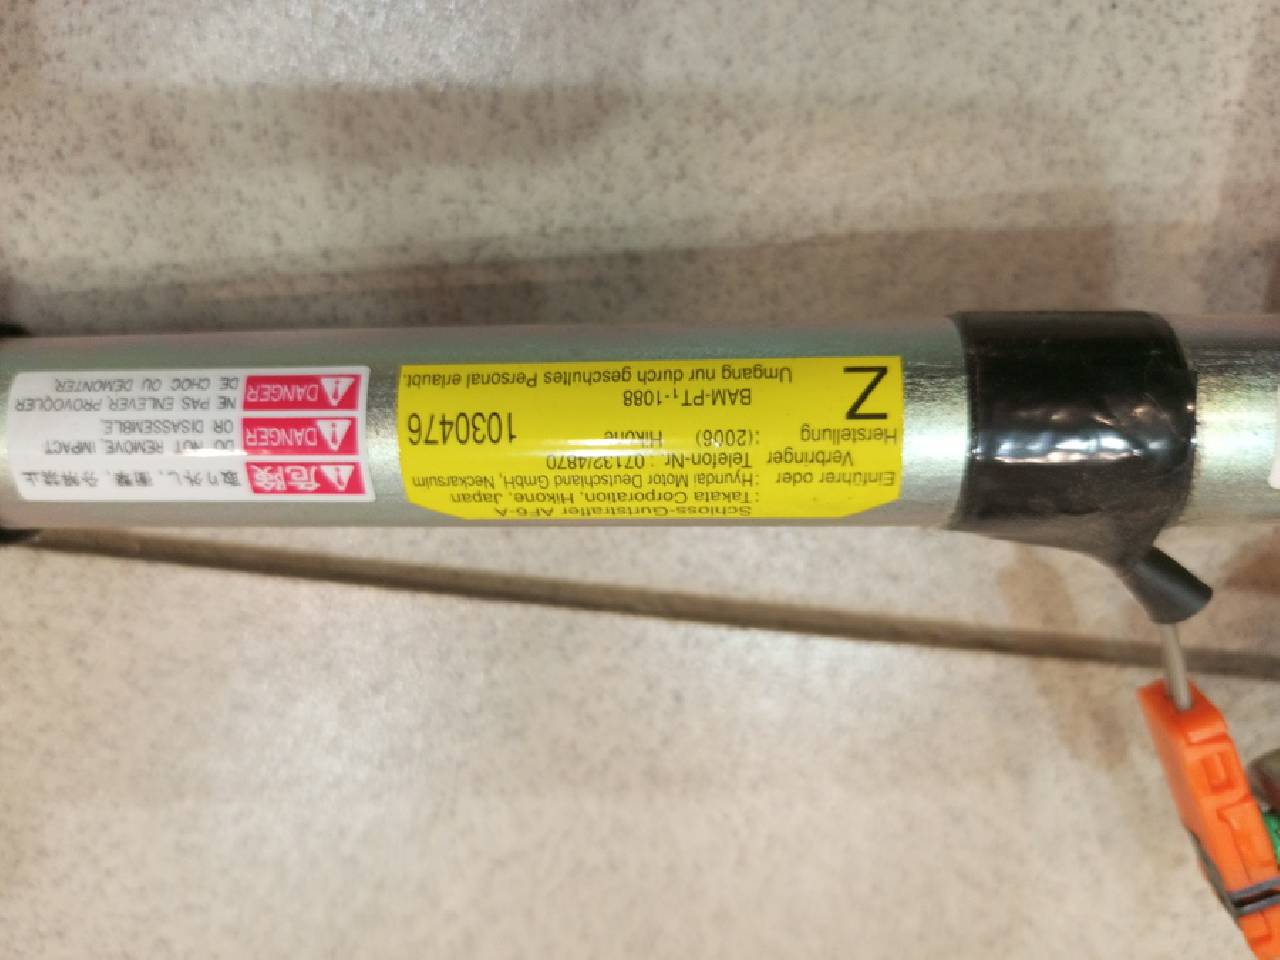 Schloss-Gurtstraffer AF6-A
: Takata Corporation, Hikone, Japan
Einführer oder : Hyundai Motor Deutschland GmbH, Neckarsulm
Verbringer Telefon-Nr : 07132/4870
Herstellung :(2006) Hikone
1030476
BAM-PT₁-1088
Z
Umgang nur durch geschultes Personal erlaubt.
危険 取り外し、衝撃、分解禁止
DANGER DO NOT REMOVE, IMPACT
OR DISASSEMBLE.
DANGER NE PAS ENLEVER PROVOQUER
DE CHOC OU DEMONTER.